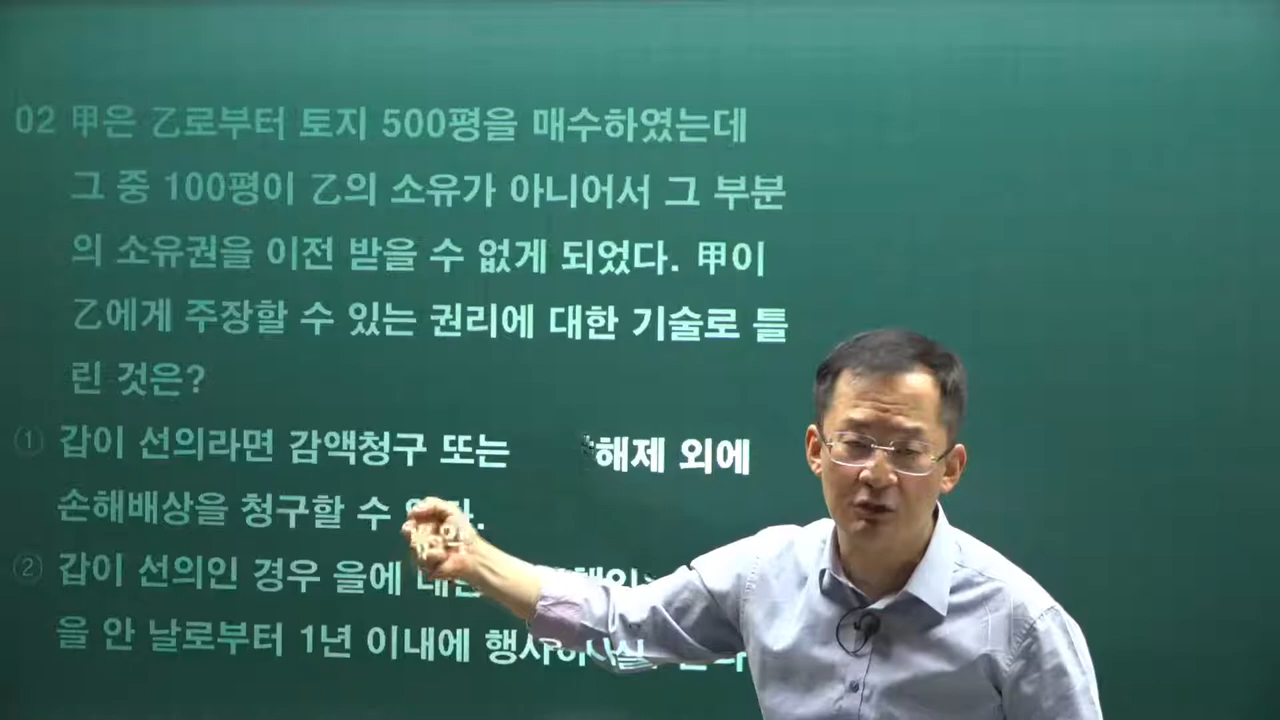 02 甲은 乙로부터 토지 500평을 매수하였는데
그 중 100평이 乙의 소유가 아니어서 그 부분
의 소유권을 이전 받을 수 없게 되었다. 甲이
乙에게 주장할 수 있는 권리에 대한 기술로 틀
린 것은?
① 갑이 선의라면 감액청구 또는 해제 외에
손해배상을 청구할 수
② 갑이 선의인 경우 을에
을 안 날로부터 1년 이내에